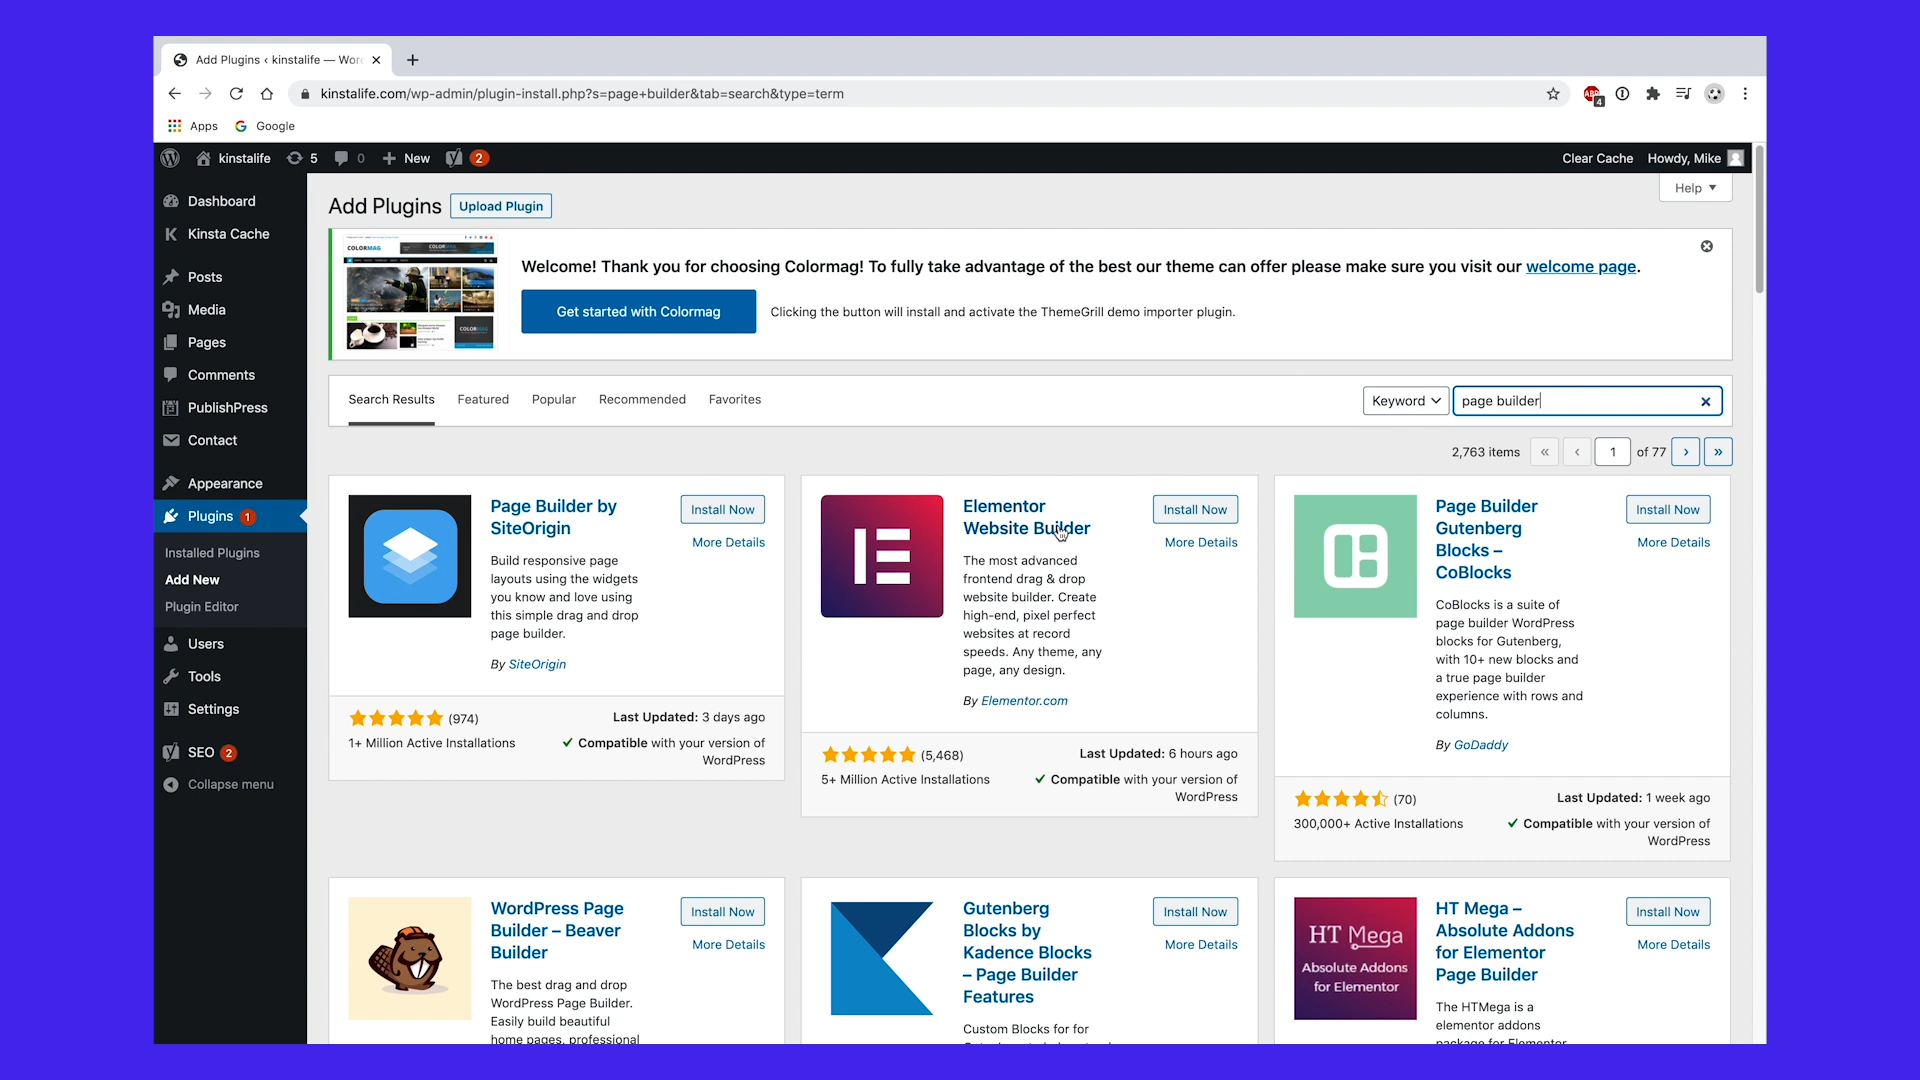 Add Plugins ‹ kinstalife — Wor
kinstalife.com/wp-admin/plugin-install.php?s=page+builder&tab=search&type=term
ABP
4
Apps
Google
kinstalife
5
0
New
2
Clear Cache
Howdy, Mike
Dashboard
Kinsta Cache
Posts
Media
Pages
Comments
PublishPress
Contact
Appearance
Plugins 1
Installed Plugins
Add New
Plugin Editor
Users
Tools
Settings
SEO 2
Collapse menu
Help
Add Plugins
Upload Plugin
COLORMAG
Welcome! Thank you for choosing Colormag! To fully take advantage of the best our theme can offer please make sure you visit our welcome page.
Get started with Colormag
Clicking the button will install and activate the ThemeGrill demo importer plugin.
Search Results
Featured
Popular
Recommended
Favorites
Keyword
page builder
2,763 items
«
‹
1
of 77
›
»
Page Builder by
SiteOrigin
Install Now
More Details
Build responsive page
layouts using the widgets
you know and love using
this simple drag and drop
page builder.
By SiteOrigin
(974)
1+ Million Active Installations
Last Updated: 3 days ago
Compatible with your version of
WordPress
Elementor
Website Builder
Install Now
More Details
The most advanced
frontend drag & drop
website builder. Create
high-end, pixel perfect
websites at record
speeds. Any theme, any
page, any design.
By Elementor.com
(5,468)
5+ Million Active Installations
Last Updated: 6 hours ago
Compatible with your version of
WordPress
Page Builder
Gutenberg
Blocks –
CoBlocks
Install Now
More Details
CoBlocks is a suite of
page builder WordPress
blocks for Gutenberg,
with 10+ new blocks and
a true page builder
experience with rows and
columns.
By GoDaddy
(70)
300,000+ Active Installations
Last Updated: 1 week ago
Compatible with your version of
WordPress
WordPress Page
Builder – Beaver
Builder
Install Now
More Details
The best drag and drop
WordPress Page Builder.
Easily build beautiful
home pages, professional
Gutenberg
Blocks by
Kadence Blocks
– Page Builder
Features
Install Now
More Details
Custom Blocks for for
HT Mega
Absolute Addons
for Elementor
HT Mega –
Absolute Addons
for Elementor
Page Builder
Install Now
More Details
The HTMega is a
elementor addons
package for Elementor